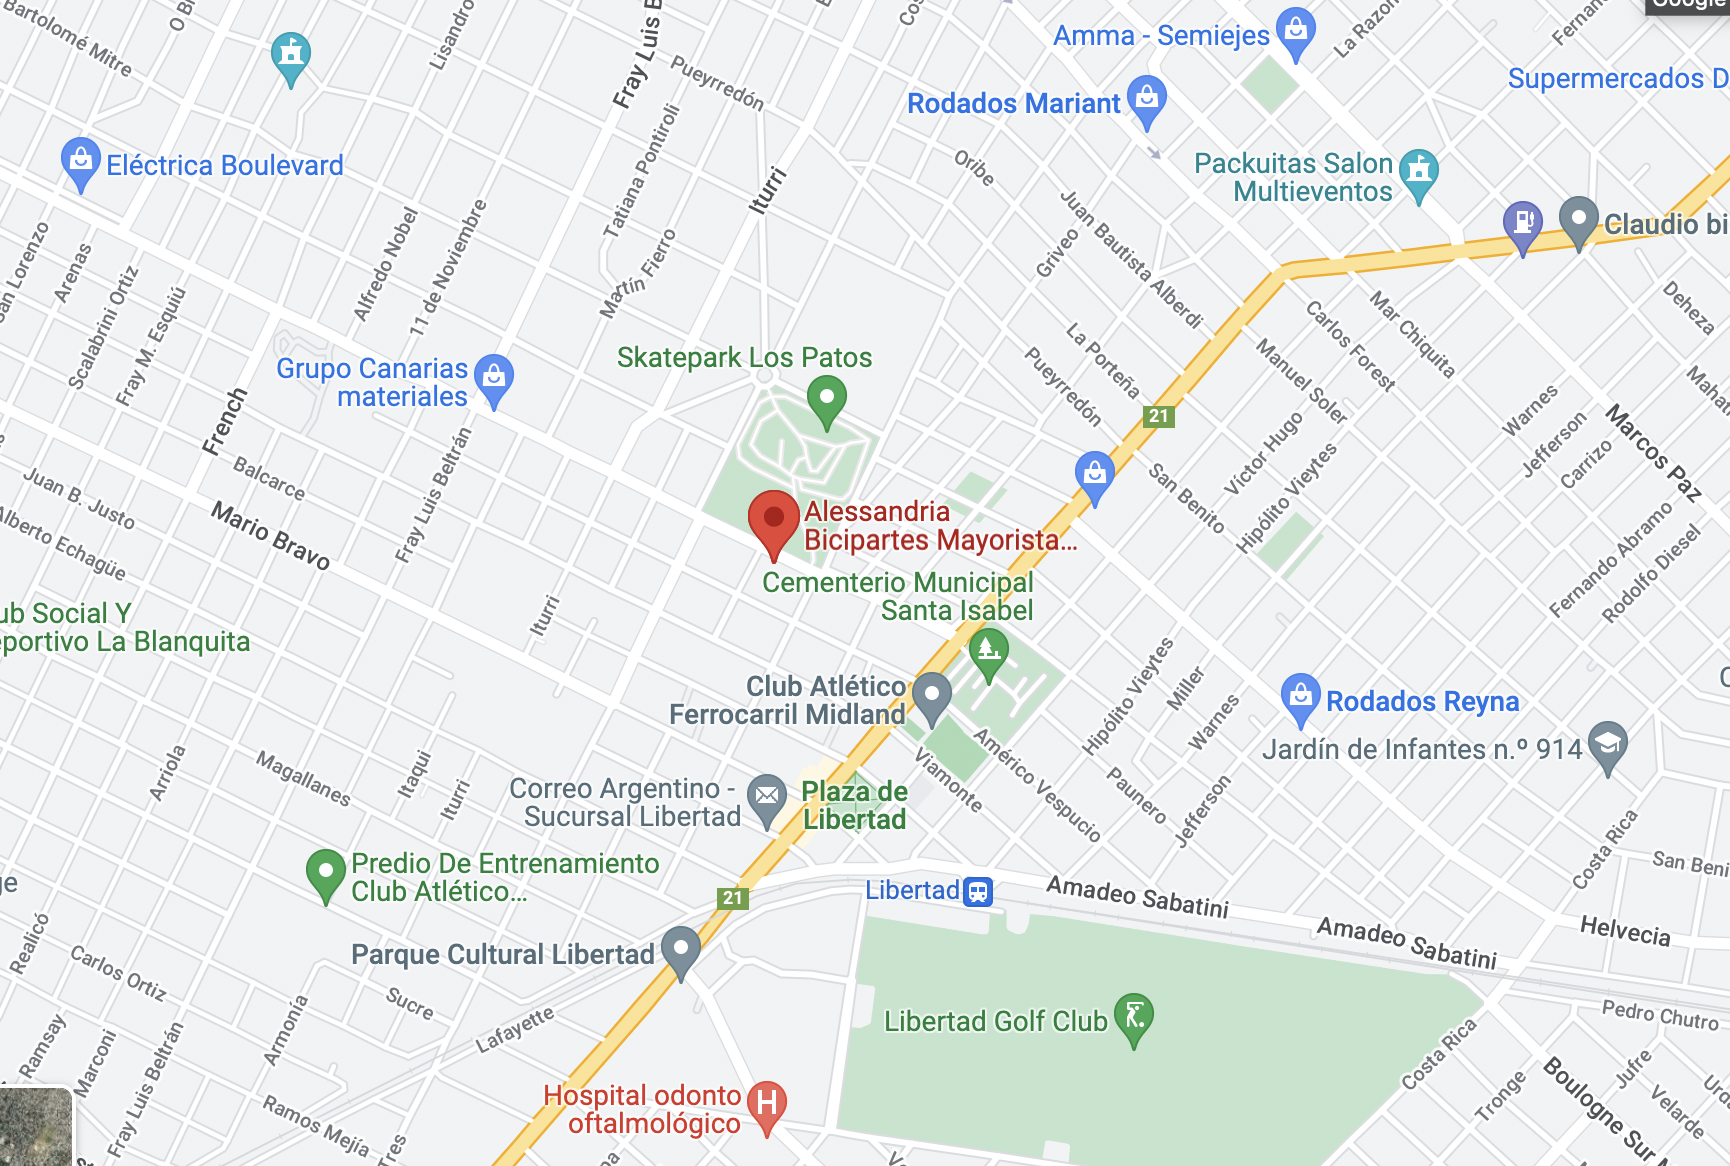 Bartolomé Mitre
O Bi
Lisandro
Fray Luis B
Pueyrredón
Cos
Amma - Semiejes
La Razón
Fernan
Google
Supermercados D
Rodados Mariant
Eléctrica Boulevard
Tatiana Pontiroli
Iturri
Oribe
Packuitas Salon
Multieventos
Claudio bi
San Lorenzo
Arenas
Scalabrini Ortiz
Fray M. Esquiú
Alfredo Nobel
11 de Noviembre
Martín Fierro
Griveo
Juan Bautista Alberdi
Deheza
Mar Chiquita
Carlos Forest
Manuel Soler
La Porteña
Pueyrredón
Grupo Canarias
materiales
Skatepark Los Patos
French
21
Mahat
Warnes
Jefferson
Carrizo
Marcos Paz
Victor Hugo
Hipólito Vieytes
San Benito
Balcarce
Fray Luis Beltrán
Juan B. Justo
Mario Bravo
Alberto Echagüe
Alessandria
Bicipartes Mayorista...
Cementerio Municipal
Santa Isabel
Fernando Abramo
Rodolfo Diesel
ub Social Y
eportivo La Blanquita
Iturri
Club Atlético
Ferrocarril Midland
Hipólito Vieytes
Miller
Warnes
Rodados Reyna
Jardín de Infantes n.º 914
Arriola
Magallanes
Itaqui
Iturri
Correo Argentino -
Sucursal Libertad
Plaza de
Libertad
Viamonte
Américo Vespucio
Paunero
Jefferson
Costa Rica
San Beni
ge
Predio De Entrenamiento
Club Atlético...
21
Libertad
Amadeo Sabatini
Amadeo Sabatini
Helvecia
Realicó
Parque Cultural Libertad
Carlos Ortiz
Sucre
Lafayette
Armonía
Libertad Golf Club
Pedro Chutro
Costa Rica
Ramsay
Marconi
Fray Luis Beltrán
Ramos Mejía
Tres
Hospital odonto
oftalmológico
H
Tronge
Boulogne Sur M
Jufre
Velarde
Urda